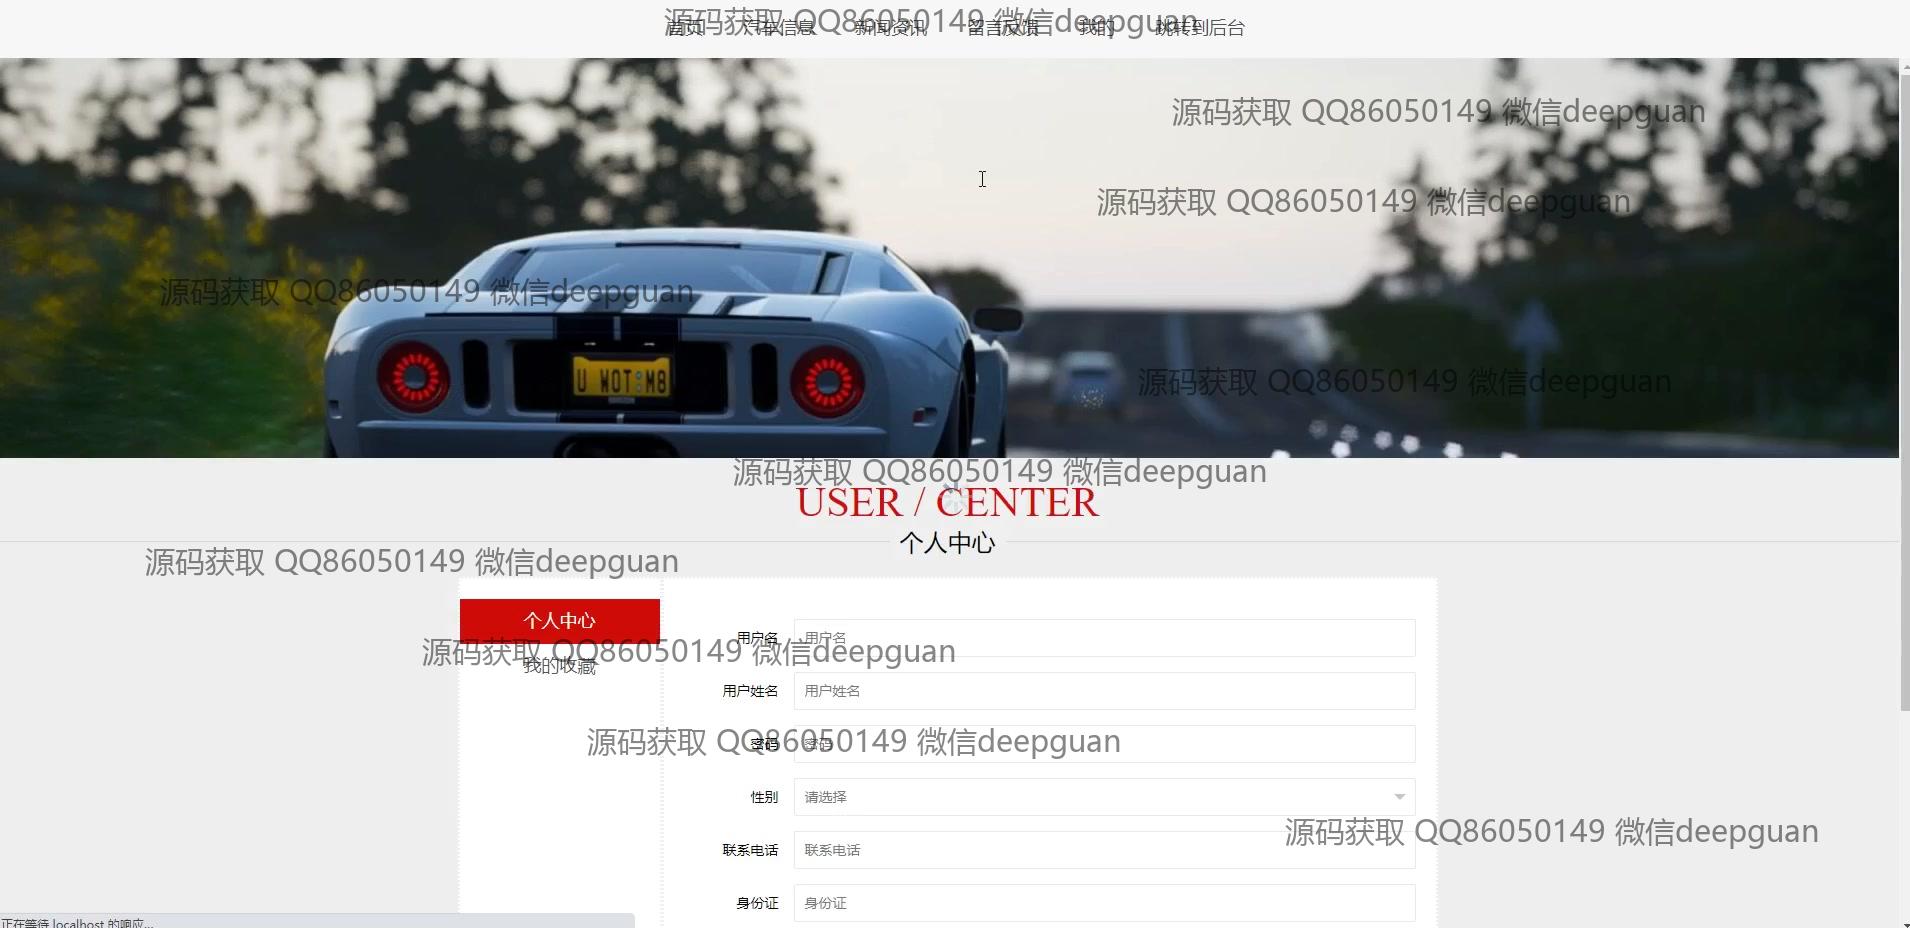 源码获取 QQ86050149 微信deepguan
首页 汽车信息 新闻资讯 留言反馈 我的 跳转到后台
源码获取 QQ86050149 微信deepguan
源码获取 QQ86050149 微信deepguan
源码获取 QQ86050149 微信deepguan
U WOT:M8
源码获取 QQ86050149 微信deepguan
源码获取 QQ86050149 微信deepguan
USER / CENTER
个人中心
源码获取 QQ86050149 微信deepguan
个人中心
用户名 用户名
源码获取 QQ86050149 微信deepguan
我的收藏
用户姓名 用户姓名
源码获取 QQ86050149 微信deepguan
密码 密码
性别 请选择
源码获取 QQ86050149 微信deepguan
联系电话 联系电话
身份证 身份证
正在等待 localhost 的响应...